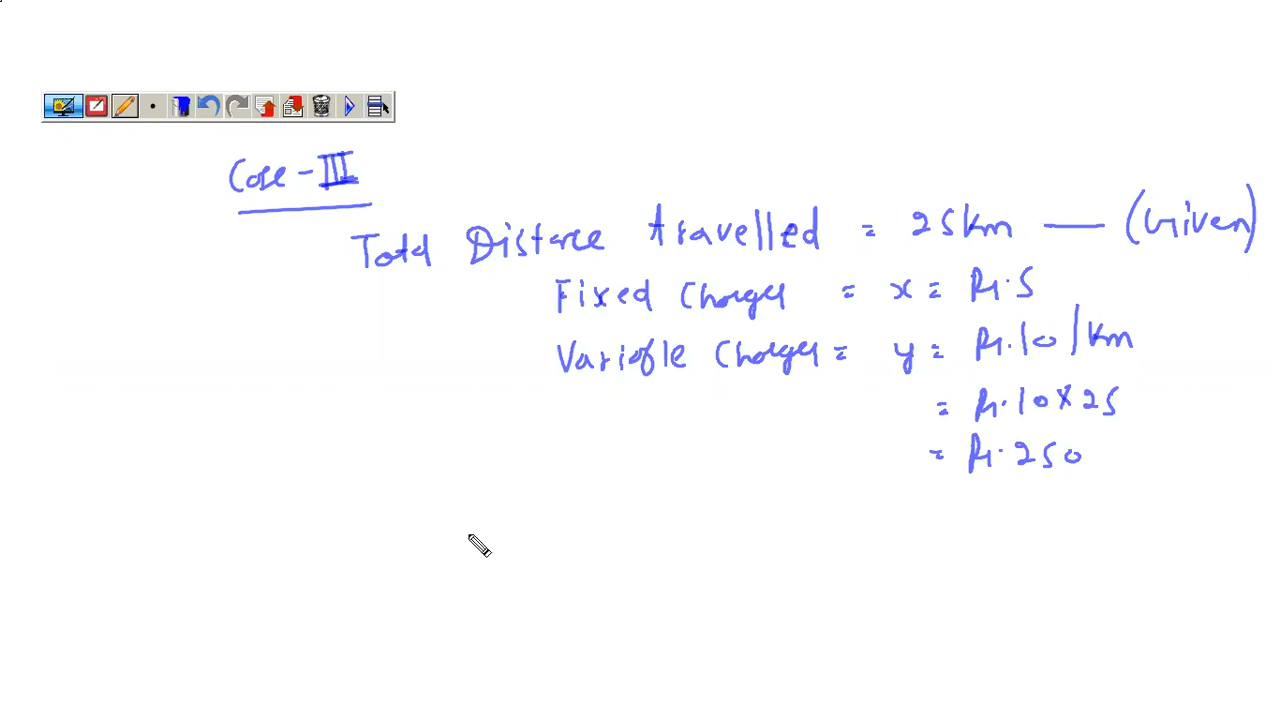 Case-III
Total Distance travelled = 25km — (Given)
Fixed Charges = x = Rs.5
Variable Charges = y = Rs.10/km
= Rs.10×25
= Rs.250